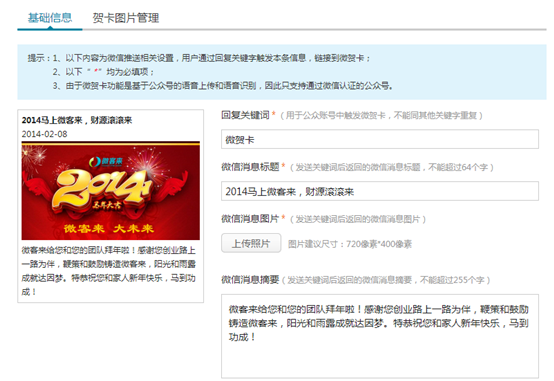 基础信息 贺卡图片管理
提示：1、以下内容为微信推送相关设置，用户通过回复关键字触发本条信息，链接到微贺卡；
2、以下 “ * ” 均为必填项；
3、由于微贺卡功能是基于公众号的语音上传和语音识别，因此只支持通过微信认证的公众号。
2014马上微客来，财源滚滚来
2014-02-08
微客来
2014
五年大吉
微客来 大未来
微客来给您和您的团队拜年啦！感谢您创业路上
一路为伴，鞭策和鼓励铸造微客来，阳光和雨露
成就达因梦。特恭祝您和家人新年快乐，马到功
成！
回复关键词 * （ 用于公众账号中触发微贺卡，不能同其他关键字重复 ）
微贺卡
微信消息标题 * （ 发送关键词后返回的微信消息标题，不能超过64个字 ）
2014马上微客来，财源滚滚来
微信消息图片 * （ 发送关键词后返回的微信消息图片 ）
上传照片 图片建议尺寸：720像素*400像素
微信消息摘要（ 发送关键词后返回的微信消息摘要，不能超过255个字 ）
微客来给您和您的团队拜年啦！感谢您创业路上一路为伴，鞭策和鼓励
铸造微客来，阳光和雨露成就达因梦。特恭祝您和家人新年快乐，马到
功成！